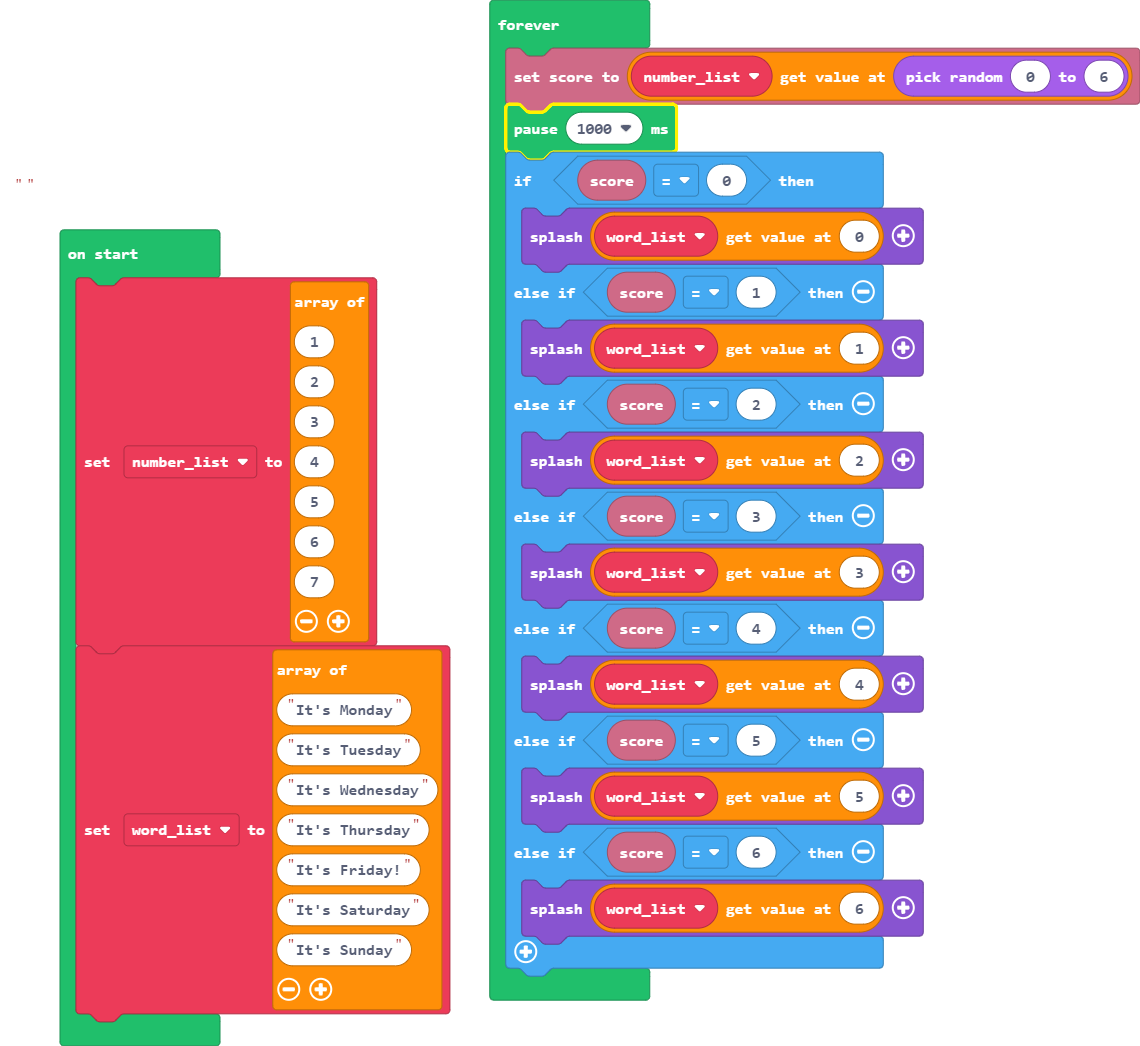 " "
on start
set number_list to array of
1
2
3
4
5
6
7
set word_list to array of
"It's Monday"
"It's Tuesday"
"It's Wednesday"
"It's Thursday"
"It's Friday!"
"It's Saturday"
"It's Sunday"
forever
set score to number_list get value at pick random 0 to 6
pause 1000 ms
if score = 0 then
splash word_list get value at 0
else if score = 1 then
splash word_list get value at 1
else if score = 2 then
splash word_list get value at 2
else if score = 3 then
splash word_list get value at 3
else if score = 4 then
splash word_list get value at 4
else if score = 5 then
splash word_list get value at 5
else if score = 6 then
splash word_list get value at 6